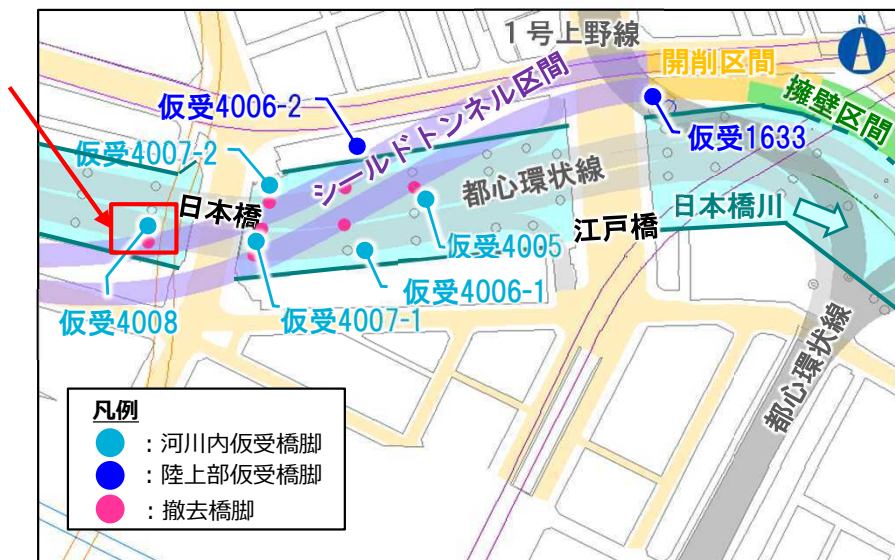 N
1号上野線
開削区間
擁壁区間
シールドトンネル区間
仮受4006-2
仮受4007-2
仮受1633
都心環状線
日本橋
日本橋川
江戸橋
仮受4005
仮受4006-1
仮受4008
仮受4007-1
都心環状線
凡例
：河川内仮受橋脚
：陸上部仮受橋脚
：撤去橋脚